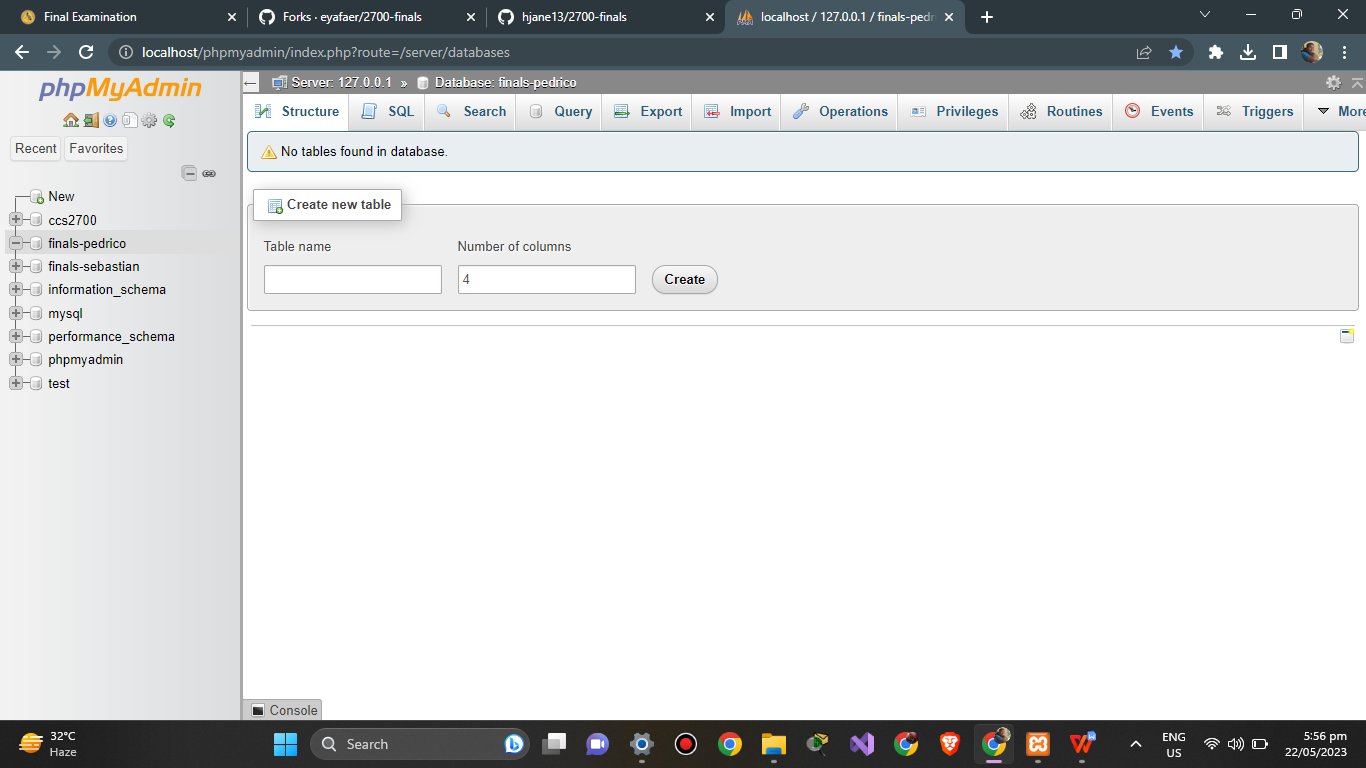 Final Examination
Forks · eyafaer/2700-finals
hjane13/2700-finals
localhost / 127.0.0.1 / finals-pedr
localhost/phpmyadmin/index.php?route=/server/databases
phpMyAdmin
Recent Favorites
New
ccs2700
finals-pedrico
finals-sebastian
information_schema
mysql
performance_schema
phpmyadmin
test
Server: 127.0.0.1 » Database: finals-pedrico
Structure SQL Search Query Export Import Operations Privileges Routines Events Triggers More
No tables found in database.
Create new table
Table name Number of columns
4 Create
Console
32°C
Haze
Search
ENG
US
5:56 pm
22/05/2023